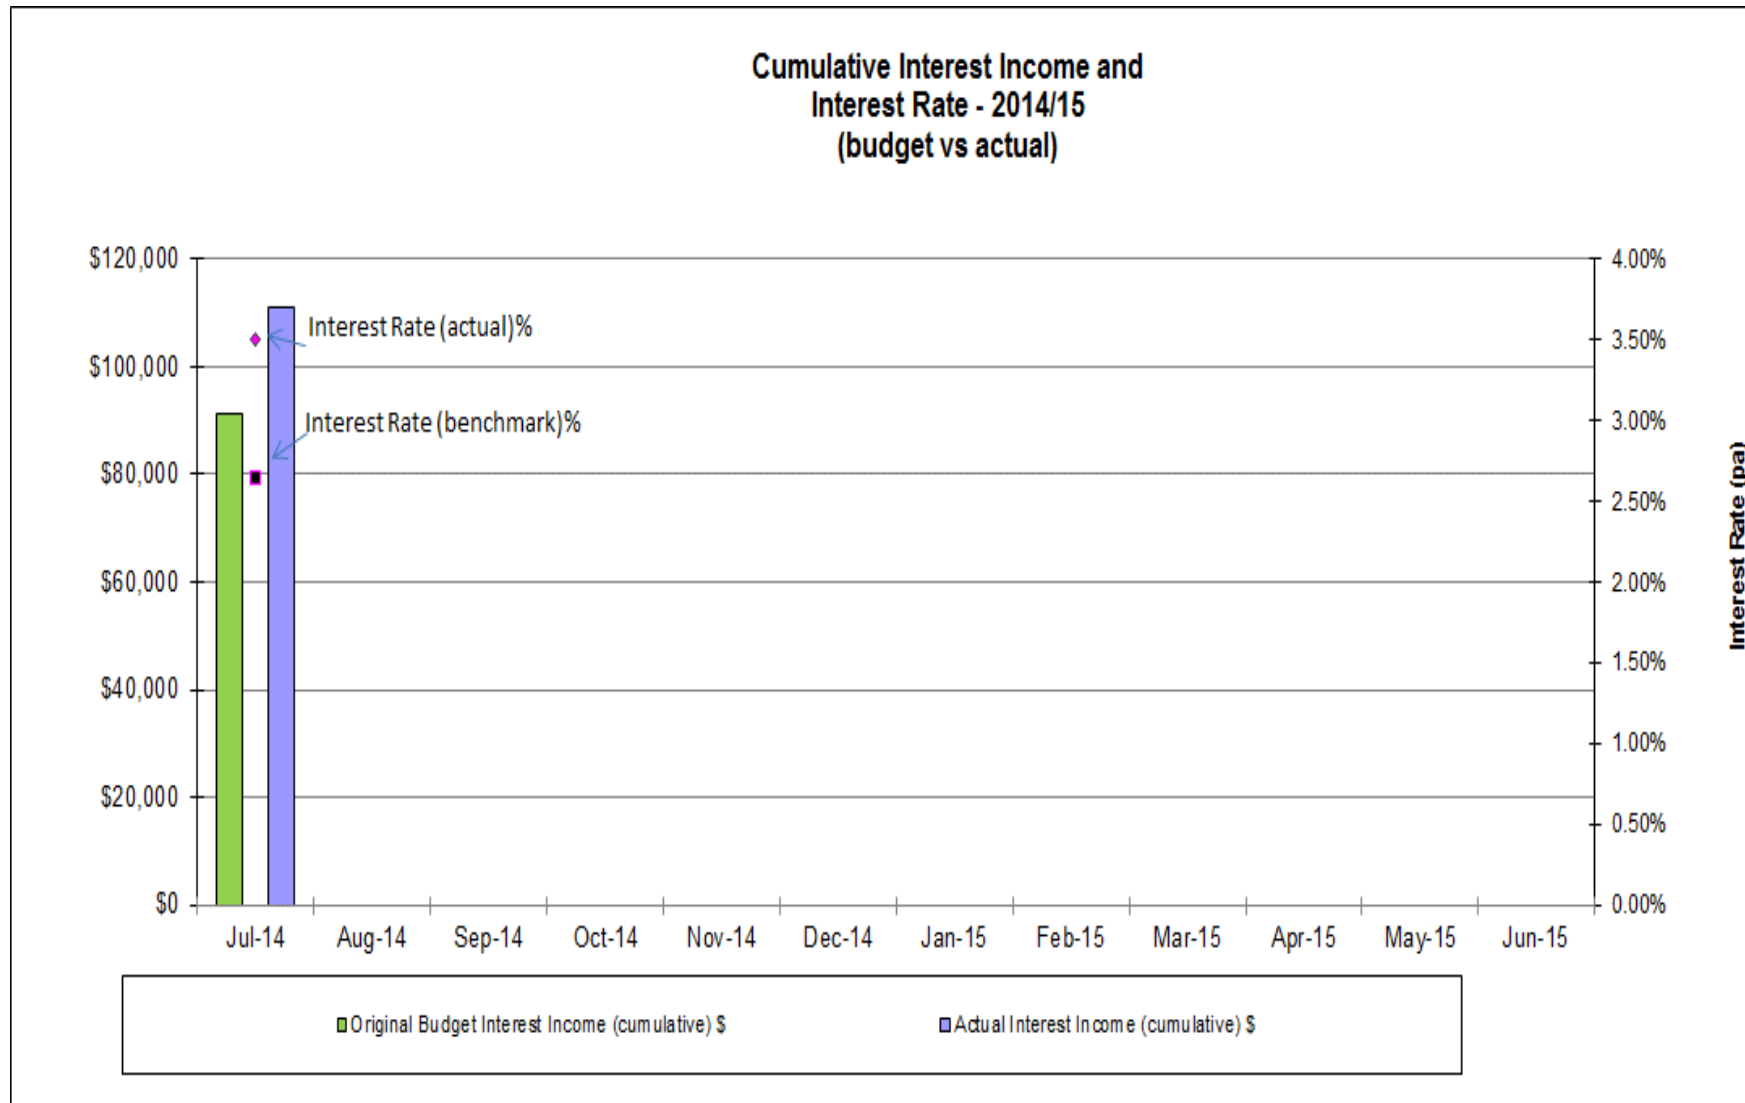 Cumulative Interest Income and
Interest Rate - 2014/15
(budget vs actual)
$120,000
$100,000
$80,000
$60,000
$40,000
$20,000
$0
Interest Rate (actual)%
Interest Rate (benchmark)%
4.00%
3.50%
3.00%
2.50%
2.00%
1.50%
1.00%
0.50%
0.00%
Interest Rate (pa)
Jul-14 Aug-14 Sep-14 Oct-14 Nov-14 Dec-14 Jan-15 Feb-15 Mar-15 Apr-15 May-15 Jun-15
Original Budget Interest Income (cumulative) $ Actual Interest Income (cumulative) $